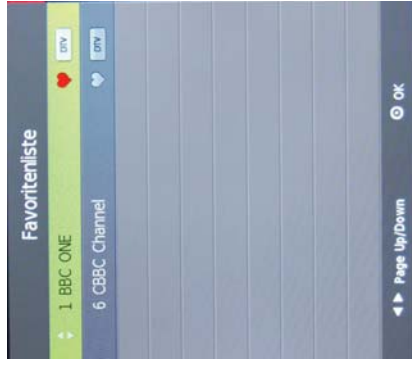 Favoritenliste
1 BBC ONE DTV
6 CBBC Channel DTV
Page Up/Down OK